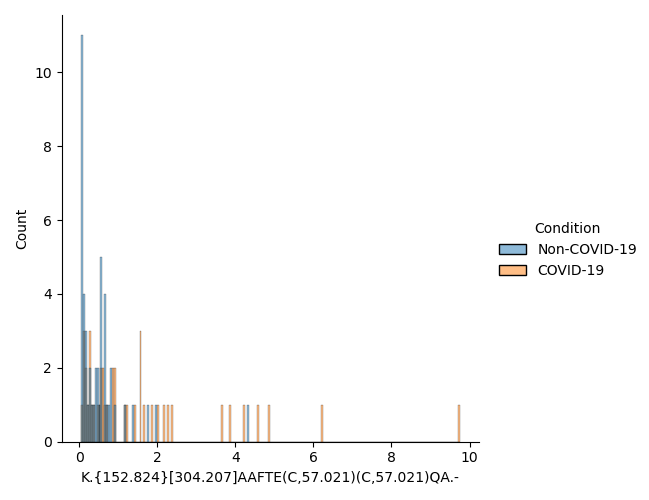 10
8
6
4
2
0
Count
0 2 4 6 8 10
K.{152.824}[304.207]AAFTE(C,57.021)(C,57.021)QA.-
Condition
Non-COVID-19
COVID-19